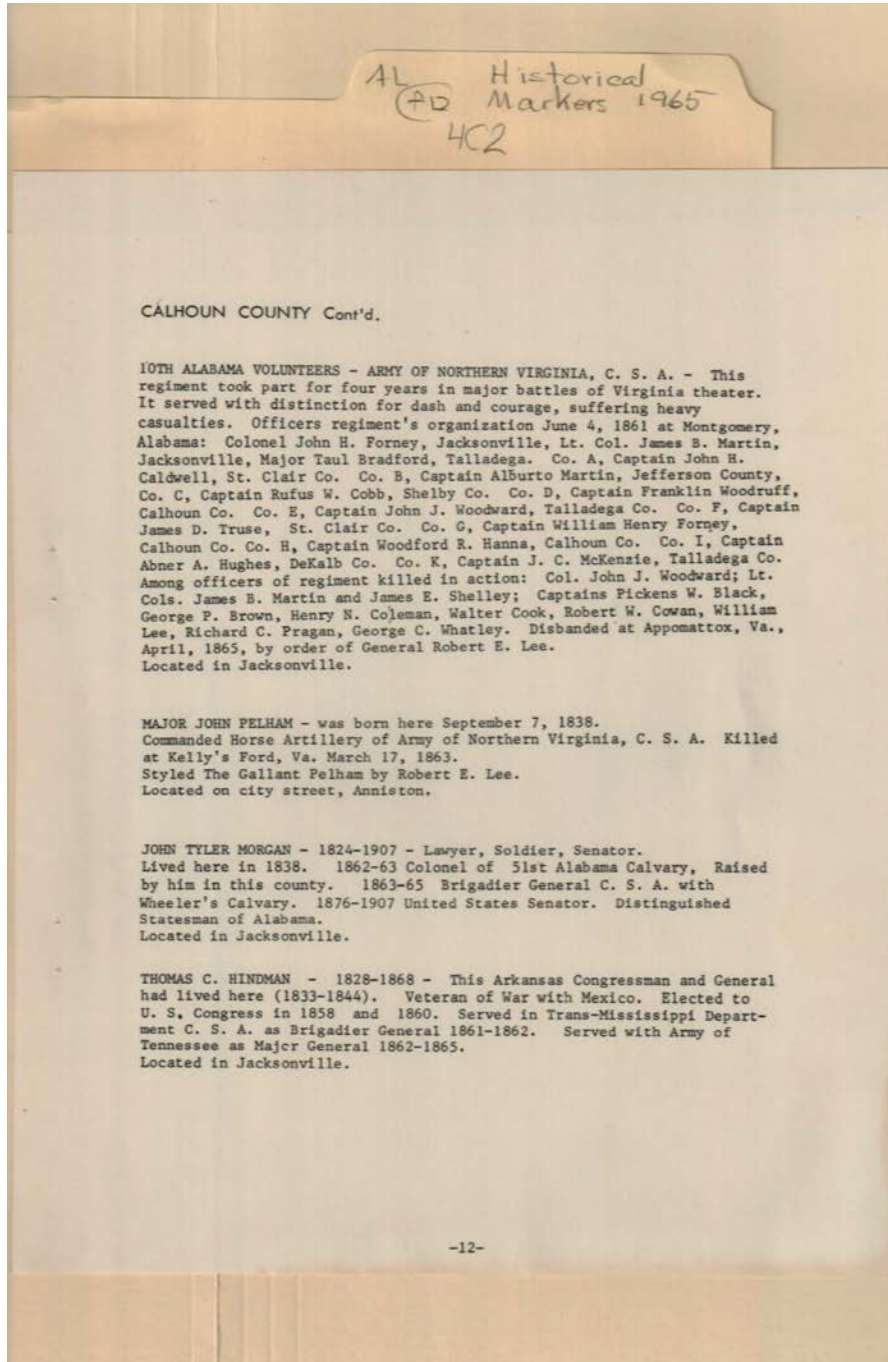 AL Historical
AD Markers 1965
4C2
CALHOUN COUNTY Cont'd.
10TH ALABAMA VOLUNTEERS - ARMY OF NORTHERN VIRGINIA, C. S. A. - This
regiment took part for four years in major battles of Virginia theater.
It served with distinction for dash and courage, suffering heavy
casualties. Officers regiment's organization June 4, 1861 at Montgomery,
Alabama: Colonel John H. Forney, Jacksonville, Lt. Col. James B. Martin,
Jacksonville, Major Taul Bradford, Talladega. Co. A, Captain John H.
Caldwell, St. Clair Co. Co. B, Captain Alburto Martin, Jefferson County,
Co. C, Captain Rufus W. Cobb, Shelby Co. Co. D, Captain Franklin Woodruff,
Calhoun Co. Co. E, Captain John J. Woodward, Talladega Co. Co. F, Captain
James D. Truse, St. Clair Co. Co. G, Captain William Henry Forney,
Calhoun Co. Co. H, Captain Woodford R. Hanna, Calhoun Co. Co. I, Captain
Abner A. Hughes, DeKalb Co. Co. K, Captain J. C. McKenzie, Talladega Co.
Among officers of regiment killed in action: Col. John J. Woodward; Lt.
Cols. James B. Martin and James E. Shelley; Captains Pickens W. Black,
George P. Brown, Henry N. Coleman, Walter Cook, Robert W. Cowan, William
Lee, Richard C. Pragan, George C. Whatley. Disbanded at Appomattox, Va.,
April, 1865, by order of General Robert E. Lee.
Located in Jacksonville.
MAJOR JOHN PELHAM - was born here September 7, 1838.
Commanded Horse Artillery of Army of Northern Virginia, C. S. A. Killed
at Kelly's Ford, Va. March 17, 1863.
Styled The Gallant Pelham by Robert E. Lee.
Located on city street, Anniston.
JOHN TYLER MORGAN - 1824-1907 - Lawyer, Soldier, Senator.
Lived here in 1838. 1862-63 Colonel of 51st Alabama Calvary, Raised
by him in this county. 1863-65 Brigadier General C. S. A. with
Wheeler's Calvary. 1876-1907 United States Senator. Distinguished
Statesman of Alabama.
Located in Jacksonville.
THOMAS C. HINDMAN - 1828-1868 - This Arkansas Congressman and General
had lived here (1833-1844). Veteran of War with Mexico. Elected to
U. S. Congress in 1858 and 1860. Served in Trans-Mississippi Depart-
ment C. S. A. as Brigadier General 1861-1862. Served with Army of
Tennessee as Major General 1862-1865.
Located in Jacksonville.
-12-